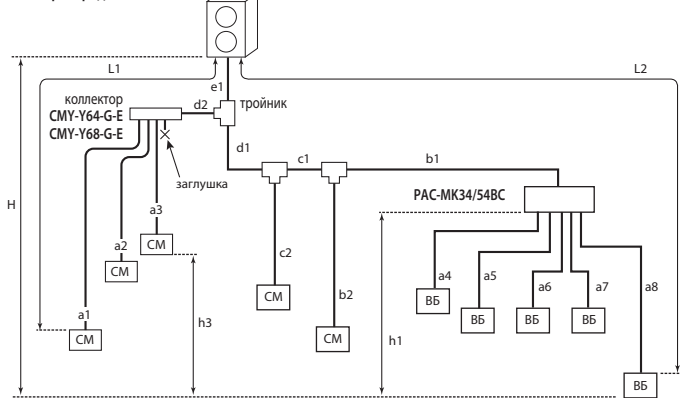 L1
L2
e1
коллектор
CMY-Y64-G-E
CMY-Y68-G-E
d2
тройник
d1
c1
b1
заглушка
PAC-MK34/54BC
H
a3
a2
СМ
СМ
c2
a4
a5
a6
a7
a8
СМ
b2
ВБ
ВБ
ВБ
ВБ
a1
h3
СМ
СМ
h1
ВБ